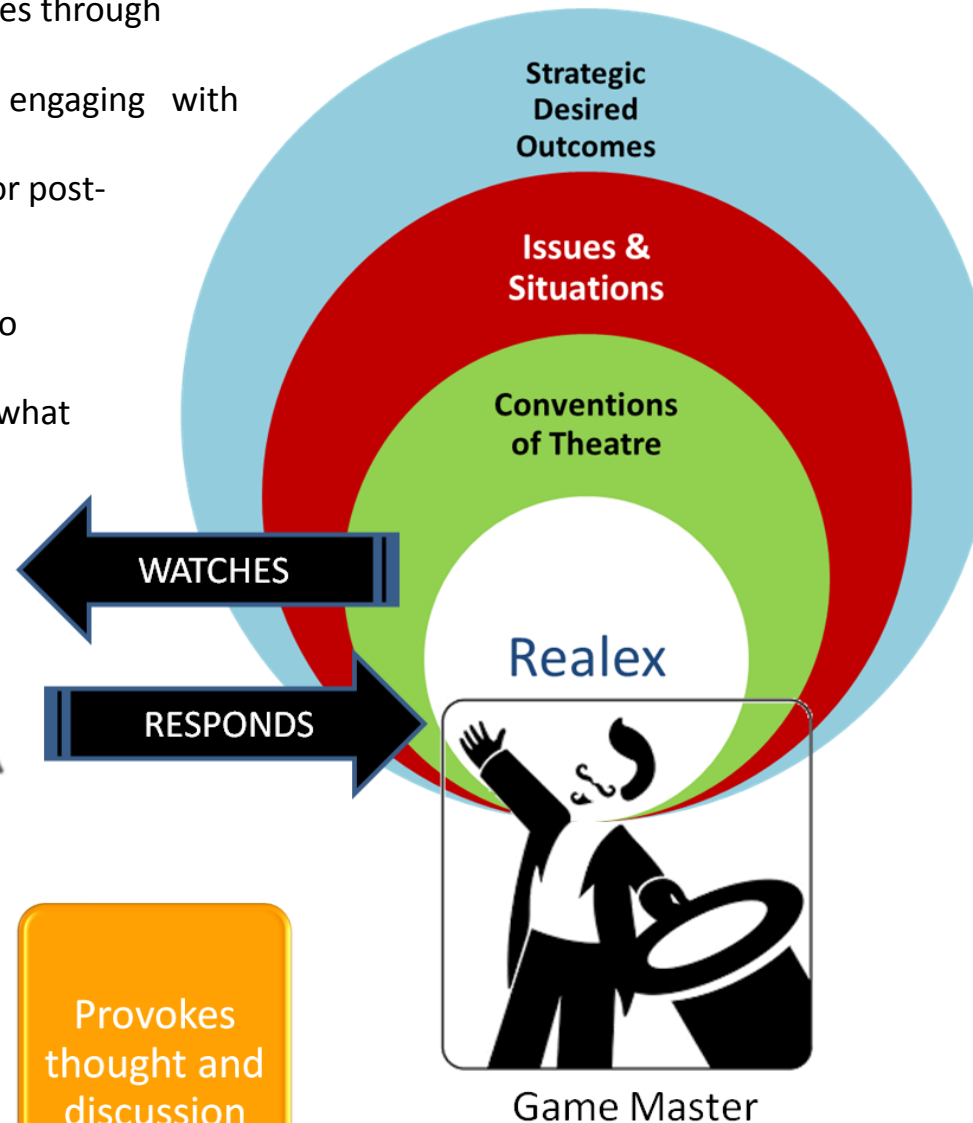 es through
engaging with
or post-
o
what
Strategic
Desired
Outcomes
Issues &
Situations
Conventions
of Theatre
WATCHES
RESPONDS
Realex
Provokes
thought and
discussion
Game Master